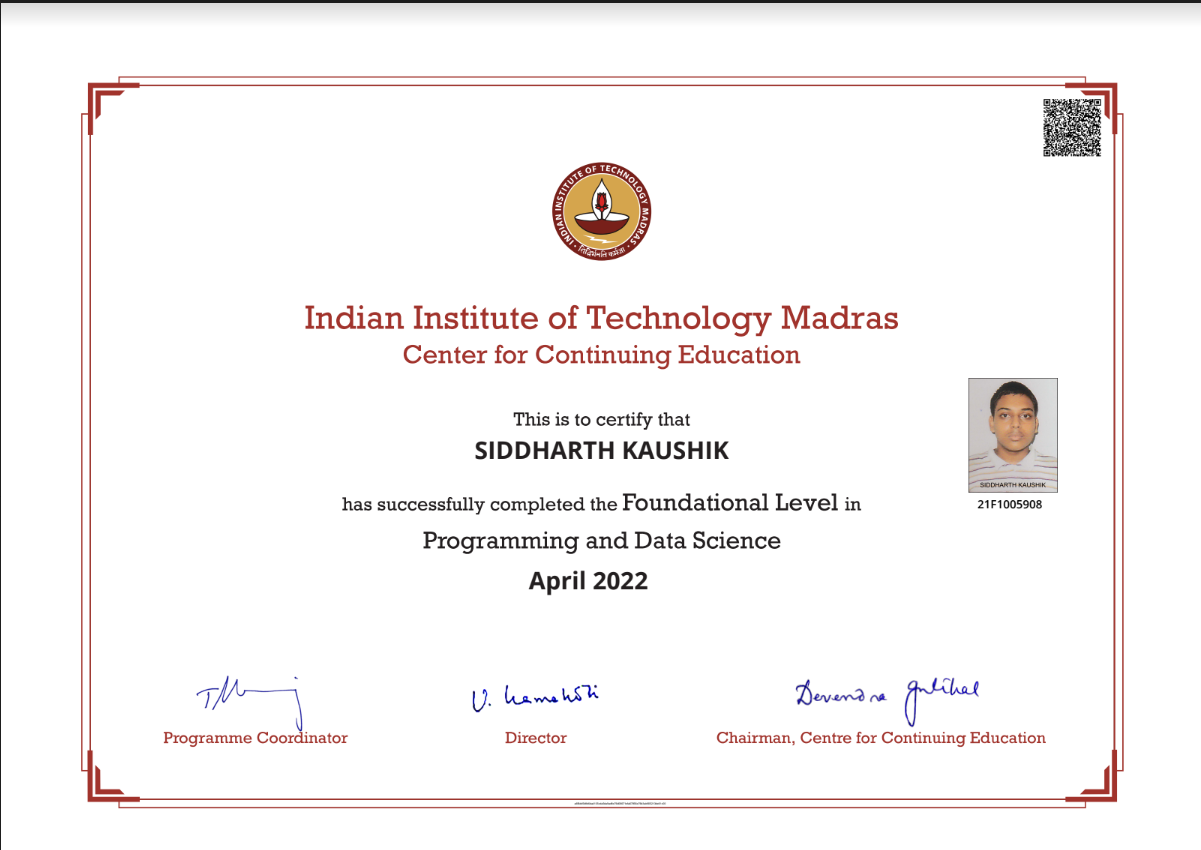 INDIAN INSTITUTE OF TECHNOLOGY MADRAS
सिद्धिर्भवति कर्मजा
Indian Institute of Technology Madras
Center for Continuing Education
This is to certify that
SIDDHARTH KAUSHIK
has successfully completed the Foundational Level in
Programming and Data Science
April 2022
SIDDHARTH KAUSHIK
21F1005908
V. Kamakoti
Devendra Jalihal
Programme Coordinator
Director
Chairman, Centre for Continuing Education